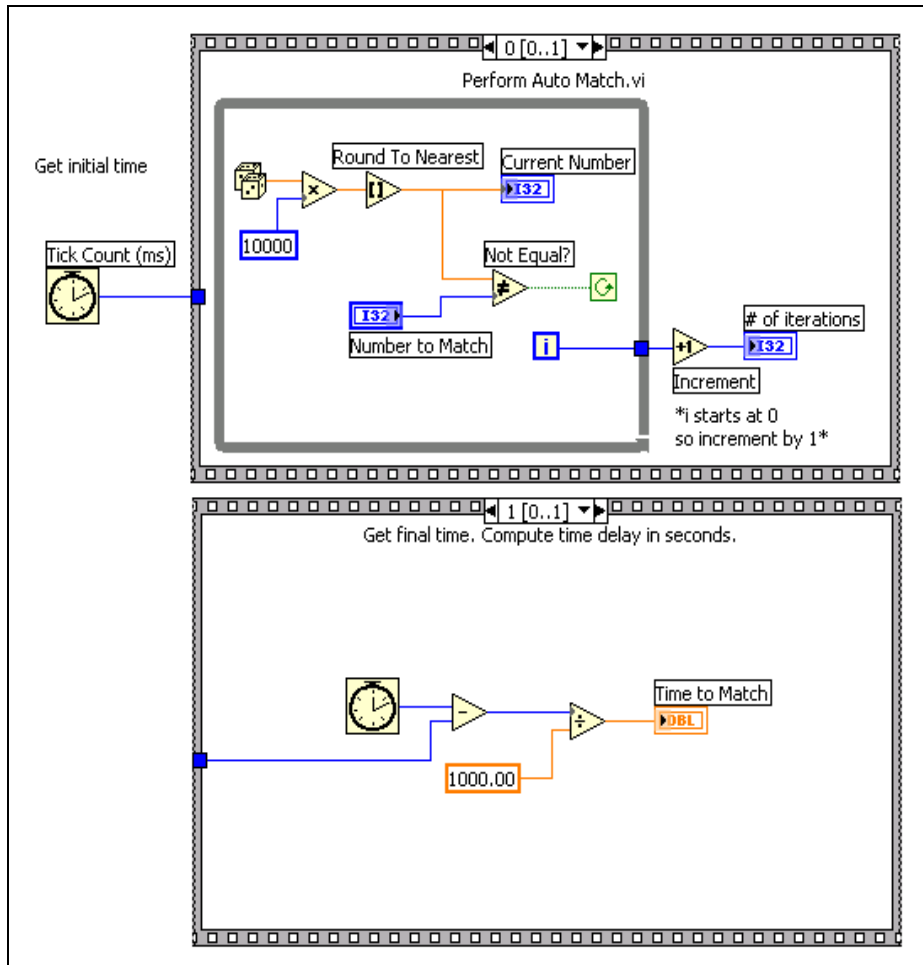 0 [0..1]
Perform Auto Match.vi
Get initial time
Round To Nearest
Current Number
I32
10000
Tick Count (ms)
Not Equal?
I32
Number to Match
i
# of iterations
+1
I32
Increment
*i starts at 0
so increment by 1*
1 [0..1]
Get final time. Compute time delay in seconds.
Time to Match
DBL
1000.00